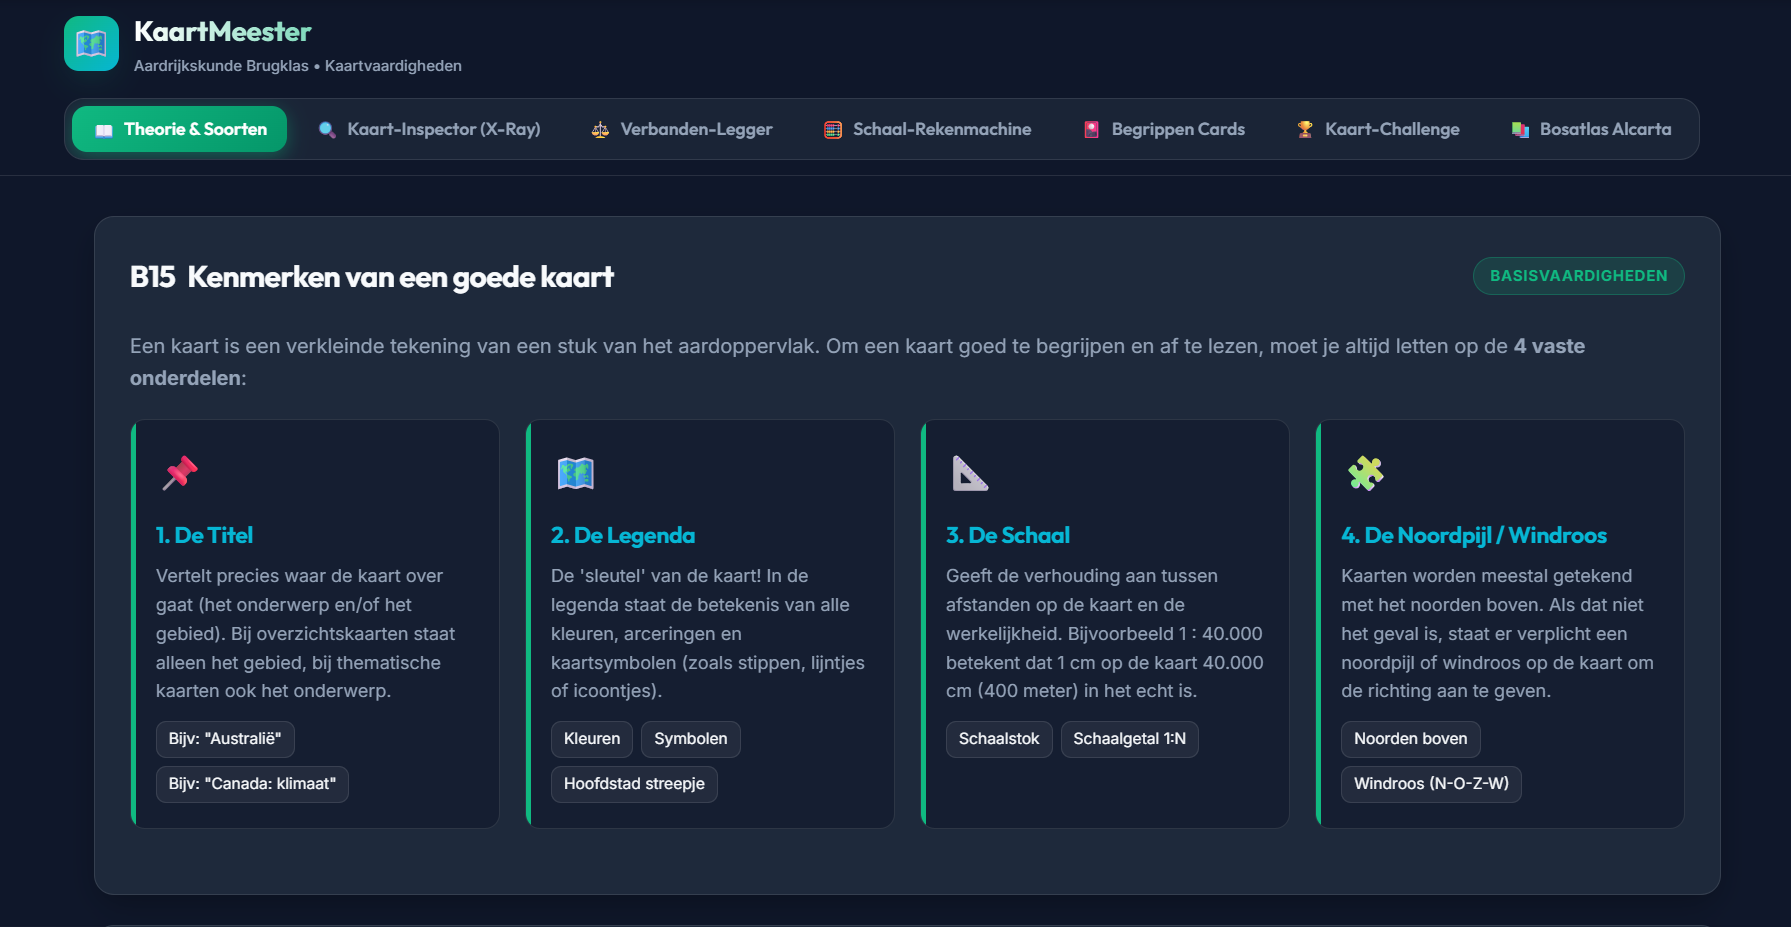 KaartMeester
Aardrijkskunde Brugklas • Kaartvaardigheden
Theorie & Soorten
Kaart-Inspector (X-Ray)
Verbanden-Legger
Schaal-Rekenmachine
Begrippen Cards
Kaart-Challenge
Bosatlas Alcarta
B15 Kenmerken van een goede kaart
BASISVAARDIGHEDEN
Een kaart is een verkleinde tekening van een stuk van het aardoppervlak. Om een kaart goed te begrijpen en af te lezen, moet je altijd letten op de 4 vaste
onderdelen:
1. De Titel
Vertelt precies waar de kaart over
gaat (het onderwerp en/of het
gebied). Bij overzichtskaarten staat
alleen het gebied, bij thematische
kaarten ook het onderwerp.
Bijv: "Australië"
Bijv: "Canada: klimaat"
2. De Legenda
De 'sleutel' van de kaart! In de
legenda staat de betekenis van alle
kleuren, arceringen en
kaartsymbolen (zoals stippen, lijntjes
of icoontjes).
Kleuren
Symbolen
Hoofdstad streepje
3. De Schaal
Geeft de verhouding aan tussen
afstanden op de kaart en de
werkelijkheid. Bijvoorbeeld 1 : 40.000
betekent dat 1 cm op de kaart 40.000
cm (400 meter) in het echt is.
Schaalstok
Schaalgetal 1:N
4. De Noordpijl / Windroos
Kaarten worden meestal getekend
met het noorden boven. Als dat niet
het geval is, staat er verplicht een
noordpijl of windroos op de kaart om
de richting aan te geven.
Noorden boven
Windroos (N-O-Z-W)